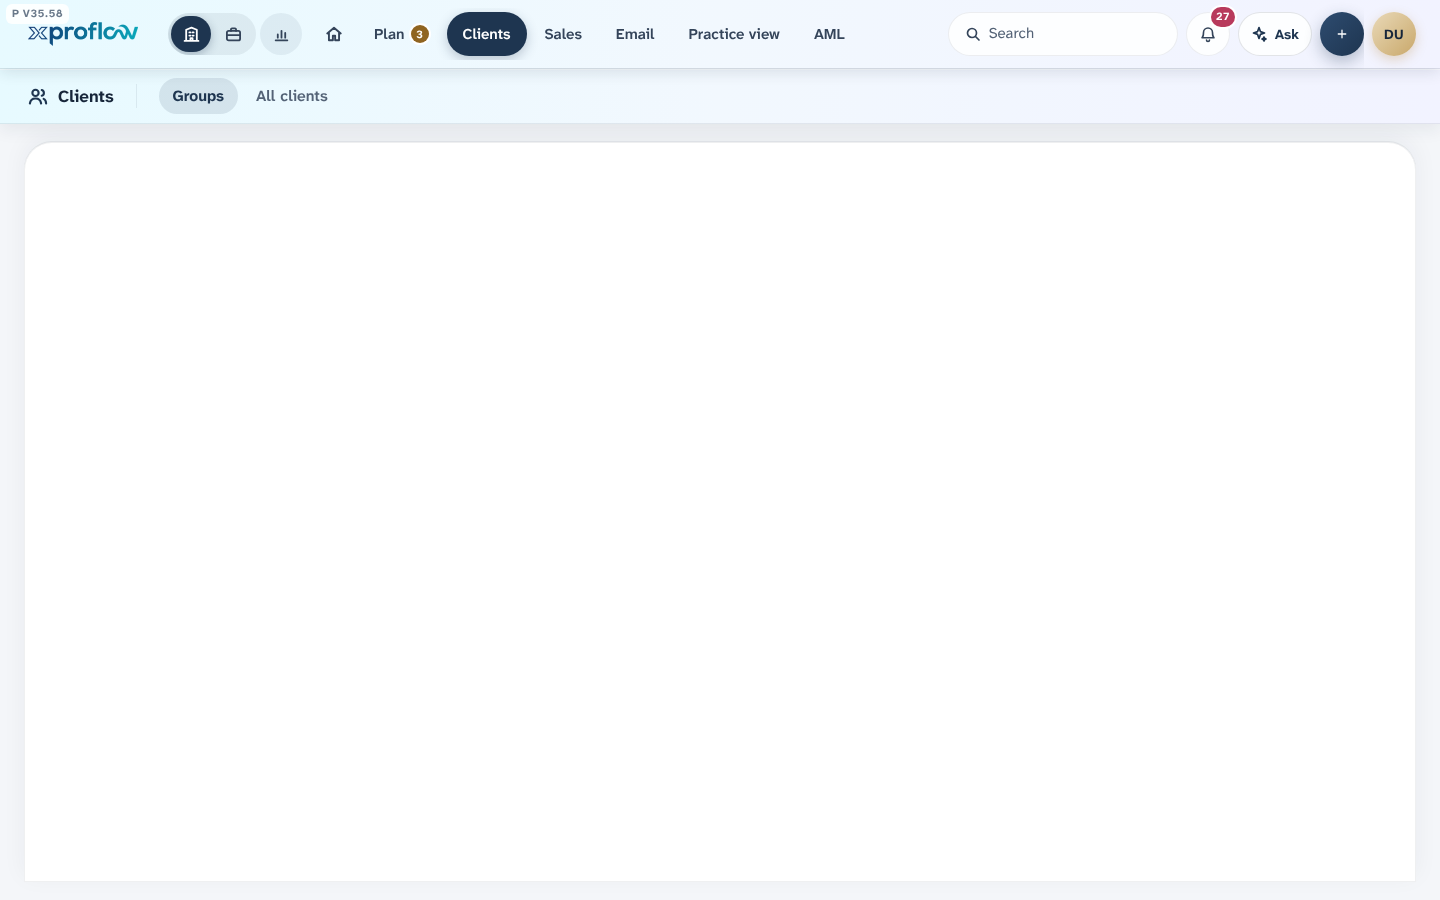 P V35.58
xproflow
Plan 3
Clients
Sales
Email
Practice view
AML
Search
27
Ask
+
DU
Clients
Groups
All clients